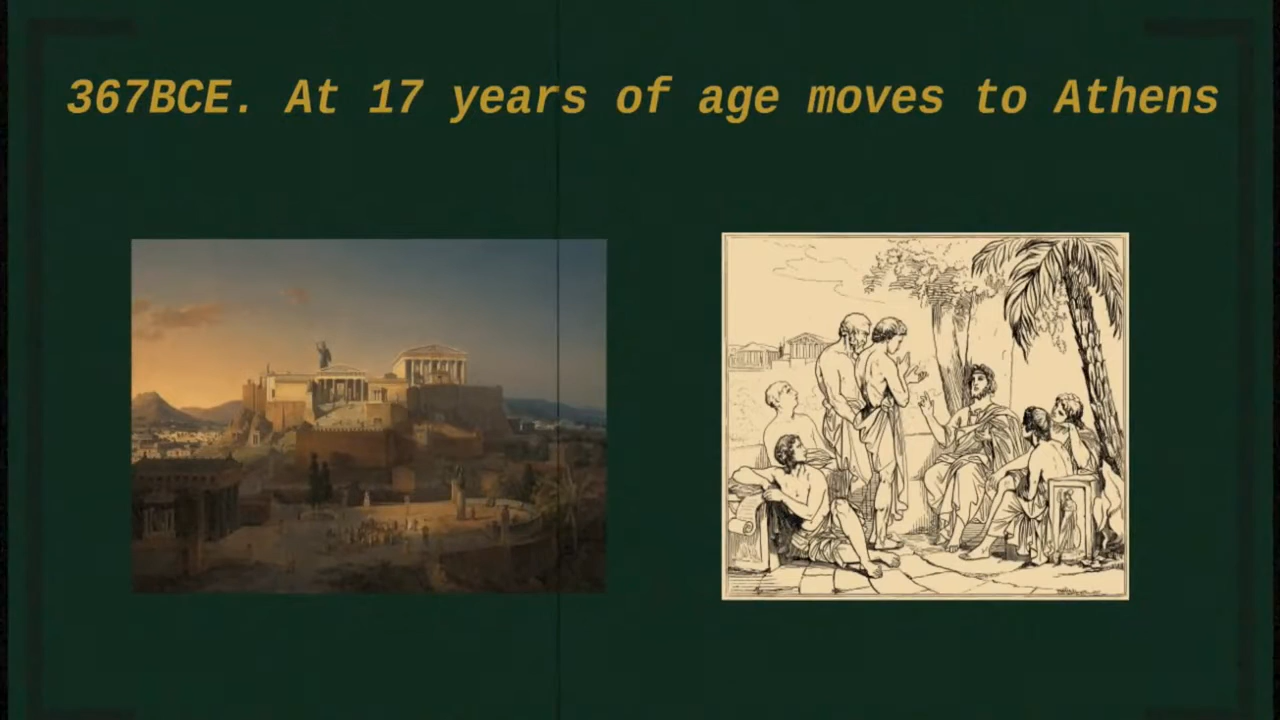 367BCE. At 17 years of age moves to Athens